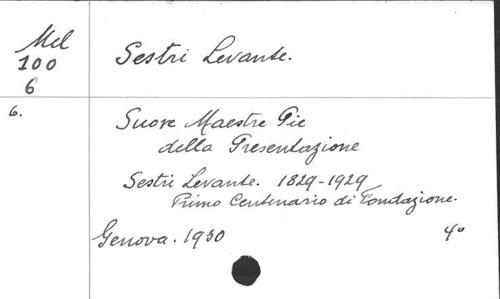 Mel
100
6
Sestri Levante.
6.
Suore Maestre Pie
della Presentazione
Sestri Levante. 1829-1929
Primo Centenario di Fondazione.
Genova. 1930
4°